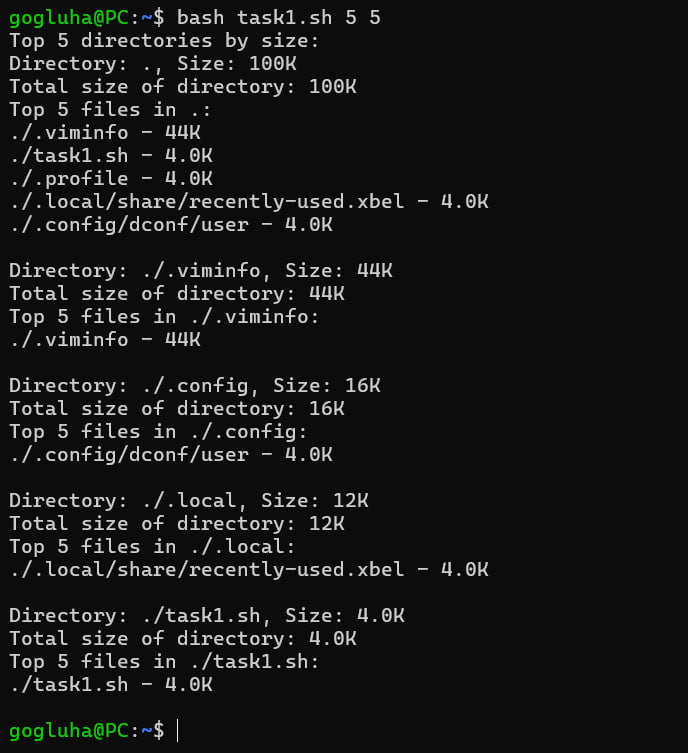 gogluha@PC:~$ bash task1.sh 5 5
Top 5 directories by size:
Directory: ., Size: 100K
Total size of directory: 100K
Top 5 files in .:
./.viminfo - 44K
./task1.sh - 4.0K
./.profile - 4.0K
./.local/share/recently-used.xbel - 4.0K
./.config/dconf/user - 4.0K

Directory: ./.viminfo, Size: 44K
Total size of directory: 44K
Top 5 files in ./.viminfo:
./.viminfo - 44K

Directory: ./.config, Size: 16K
Total size of directory: 16K
Top 5 files in ./.config:
./.config/dconf/user - 4.0K

Directory: ./.local, Size: 12K
Total size of directory: 12K
Top 5 files in ./.local:
./.local/share/recently-used.xbel - 4.0K

Directory: ./task1.sh, Size: 4.0K
Total size of directory: 4.0K
Top 5 files in ./task1.sh:
./task1.sh - 4.0K

gogluha@PC:~$